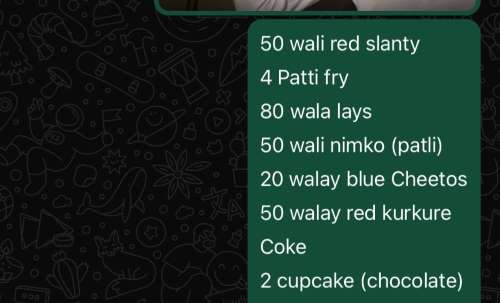 50 wali red slanty
4 Patti fry
80 wala lays
50 wali nimko (patli)
20 walay blue Cheetos
50 walay red kurkure
Coke
2 cupcake (chocolate)